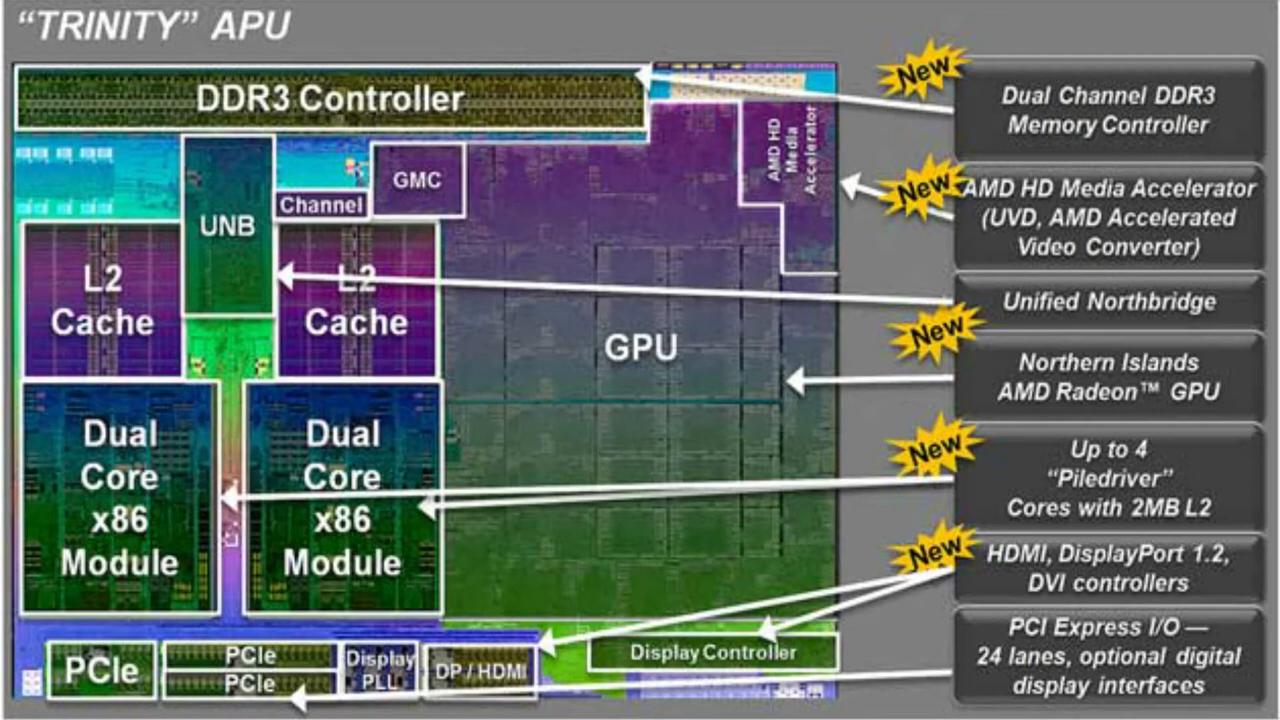 “TRINITY” APU
DDR3 Controller
AMD HD
Media
Accelerator
GMC
UNB
Channel
L2
Cache
L2
Cache
GPU
Dual
Core
x86
Module
Dual
Core
x86
Module
PCIe
PCIe
PCIe
Display
PLL
DP / HDMI
Display Controller
New
Dual Channel DDR3
Memory Controller
New
AMD HD Media Accelerator
(UVD, AMD Accelerated
Video Converter)
Unified Northbridge
New
Northern Islands
AMD Radeon™ GPU
New
Up to 4
“Piledriver”
Cores with 2MB L2
New
HDMI, DisplayPort 1.2,
DVI controllers
PCI Express I/O —
24 lanes, optional digital
display interfaces